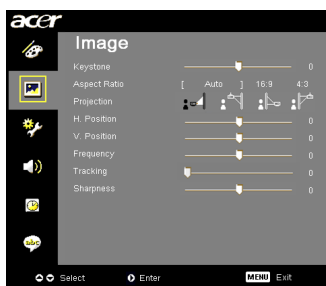 acer
Image
Keystone 0
Aspect Ratio [ Auto ] 16:9 4:3
Projection
H. Position 0
V. Position 0
Frequency 0
Tracking 0
Sharpness 0
abc
Select Enter MENU Exit